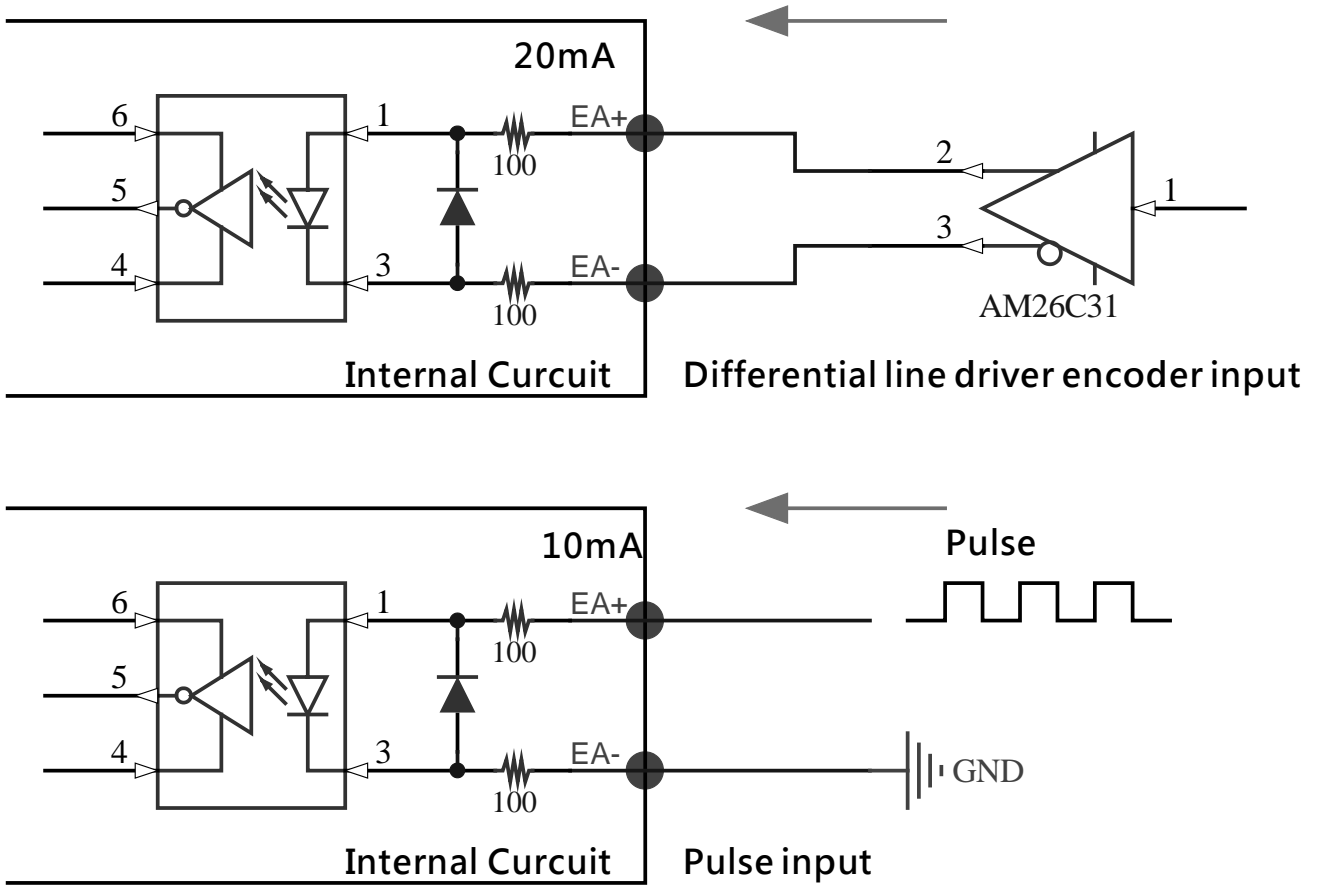 20mA
6
1
EA+
100
2
5
1
3
4
3
EA-
100
AM26C31
Internal Curcuit
Differential line driver encoder input
10mA
Pulse
6
1
EA+
100
5
4
3
EA-
GND
100
Internal Curcuit
Pulse input